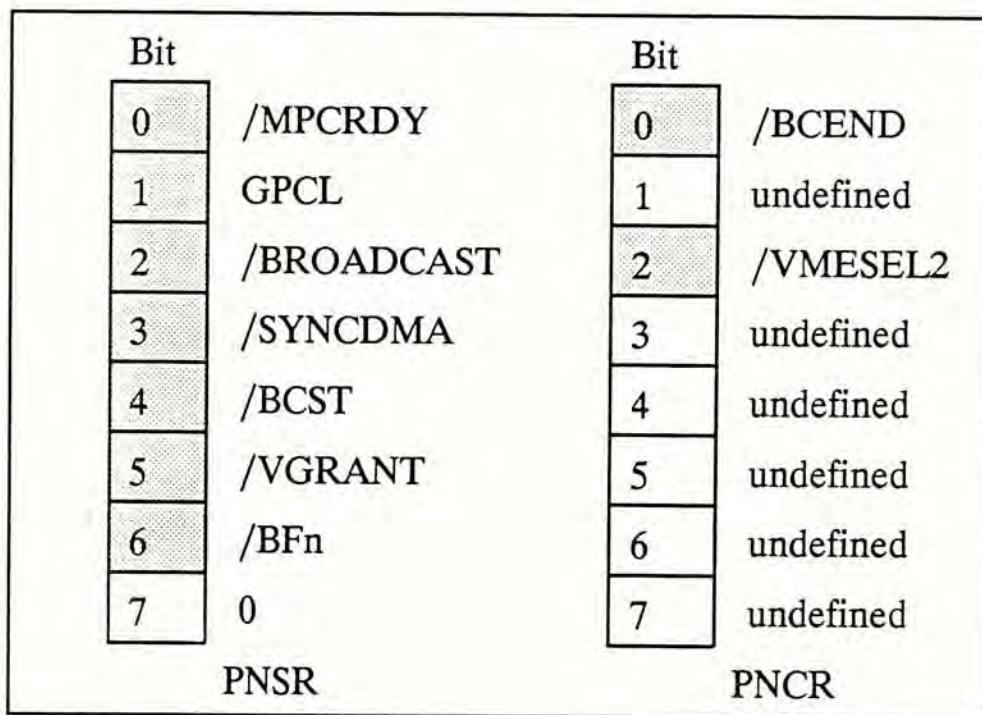 Bit Bit
0 /MPCRDY 0 /BCEND
1 GPCL 1 undefined
2 /BROADCAST 2 /VMESEL2
3 /SYNCDMA 3 undefined
4 /BCST 4 undefined
5 /VGRANT 5 undefined
6 /BFn 6 undefined
7 0 7 undefined
PNSR PNCR